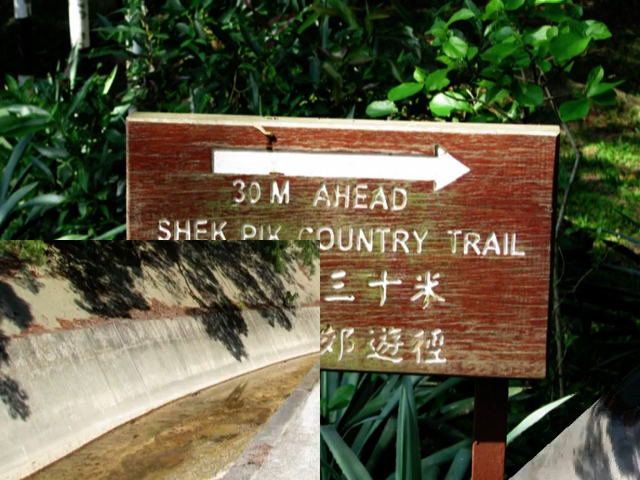 30 M AHEAD
SHEK PIK COUNTRY TRAIL
三十米
郊遊徑